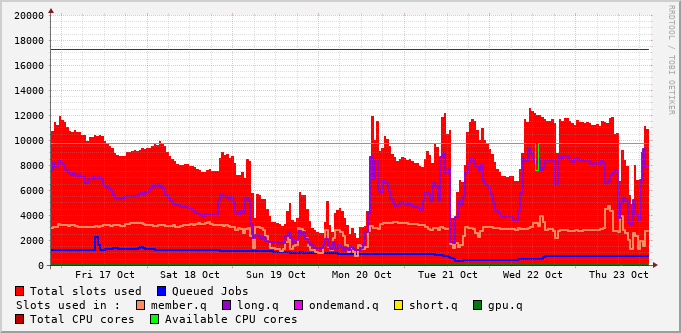 20000
18000
16000
14000
12000
10000
8000
6000
4000
2000
0
Fri 17 Oct Sat 18 Oct Sun 19 Oct Mon 20 Oct Tue 21 Oct Wed 22 Oct Thu 23 Oct
RRDTOOL / TOBI OETIKER
Total slots used Queued Jobs
Slots used in : member.q long.q ondemand.q short.q gpu.q
Total CPU cores Available CPU cores